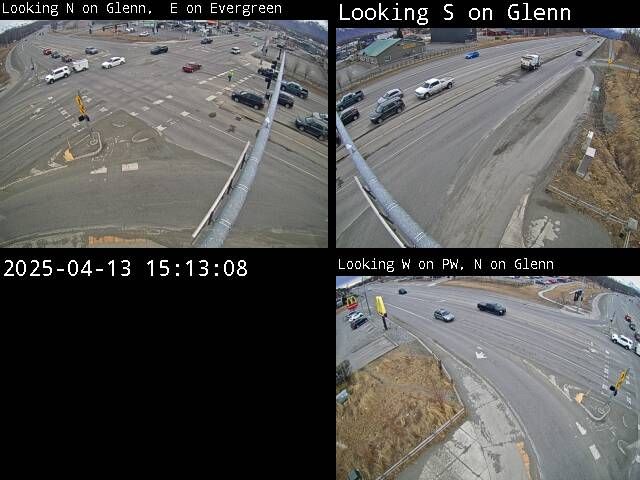 Looking N on Glenn,  E on Evergreen
Looking S on Glenn
2025-04-13 15:13:08
Looking W on PW, N on Glenn